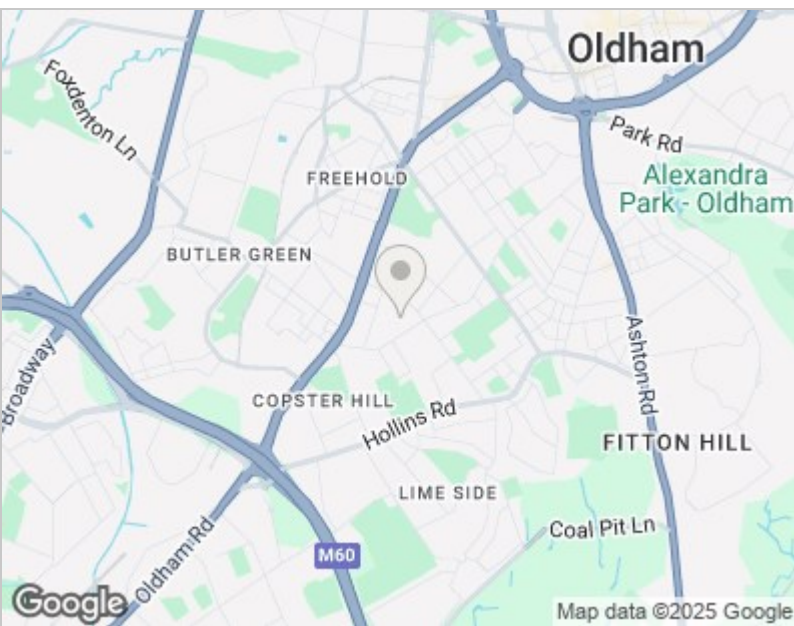 Oldham
Foxdenton Ln
Park Rd
FREEHOLD
Alexandra
Park - Oldham
BUTLER GREEN
Broadway
Ashton Rd
COPSTER HILL
Hollins Rd
FITTON HILL
LIME SIDE
Coal Pit Ln
Oldham Rd
M60
Google
Map data ©2025 Google